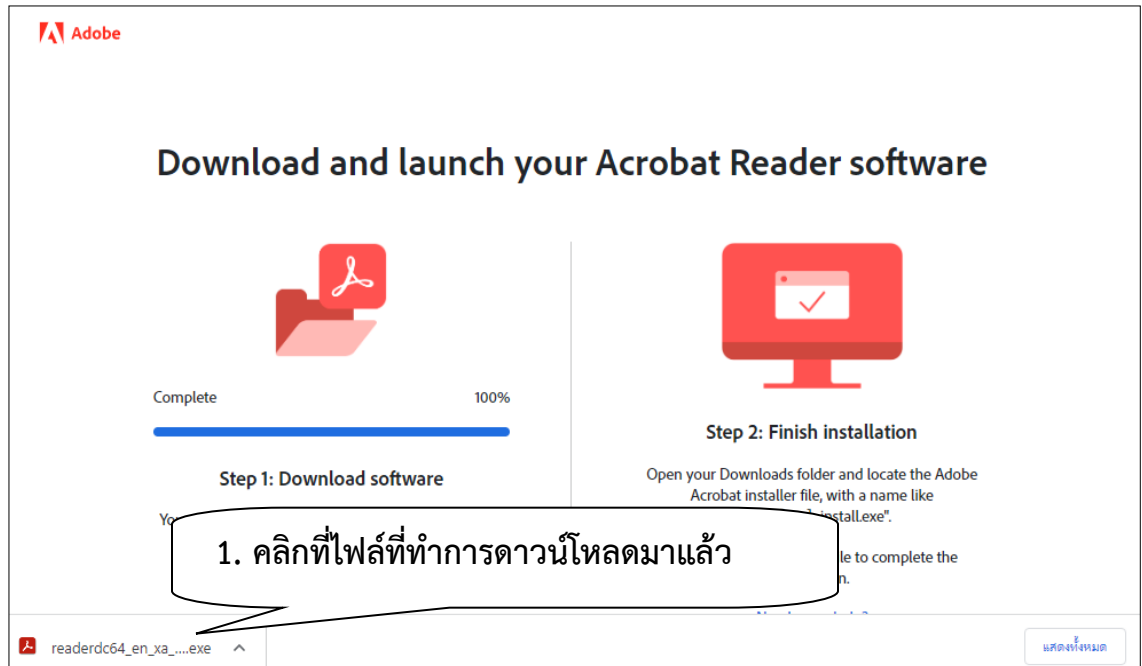 Adobe
Download and launch your Acrobat Reader software
Complete 100%
Step 1: Download software
Step 2: Finish installation
Open your Downloads folder and locate the Adobe
Acrobat installer file, with a name like
install.exe".
to complete the
1. คลิกที่ไฟล์ที่ทำการดาวน์โหลดมาแล้ว
readerdc64_en_xa_....exe
แสดงทั้งหมด